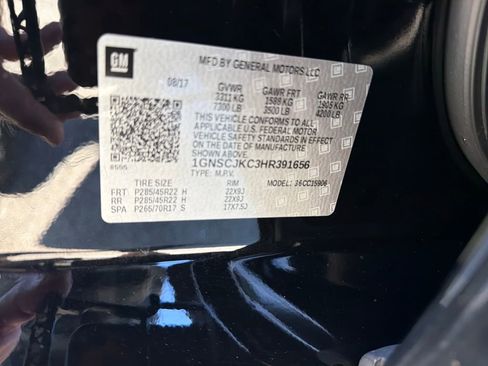 GM
MFD BY GENERAL MOTORS LLC
08/17 GVWR GAWR FRT GAWR RR
3311 KG 1589 KG 1905 KG
7300 LB 3500 LB 4200 LB
THIS VEHICLE CONFORMS TO ALL
APPLICABLE U.S. FEDERAL MOTOR
VEHICLE SAFETY STANDARDS IN
EFFECT ON THE DATE OF MANUFACTURE
SHOWN ABOVE.
1GNSCJKC3HR391656
TYPE: M.P.V.
TIRE SIZE RIM MODEL:
FRT P285/45R22 H 22X9J
RR P285/45R22 H 22X9J
SPA P265/70R17 S 17X7.5J